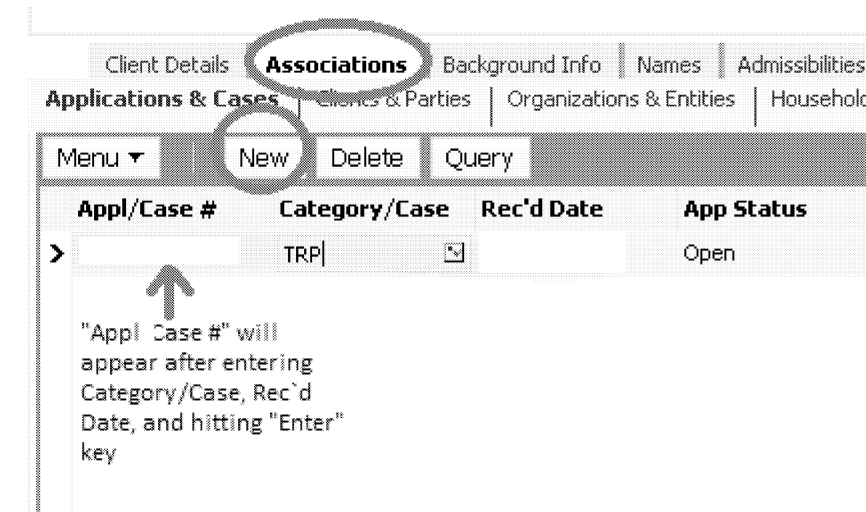 Client Details Associations Background Info Names Admissibilities
Applications & Cases Clients & Parties Organizations & Entities Household
Menu New Delete Query
Appl/Case # Category/Case Rec'd Date App Status
TRP Open
"Appl Case #" will
appear after entering
Category/Case, Rec`d
Date, and hitting "Enter"
key